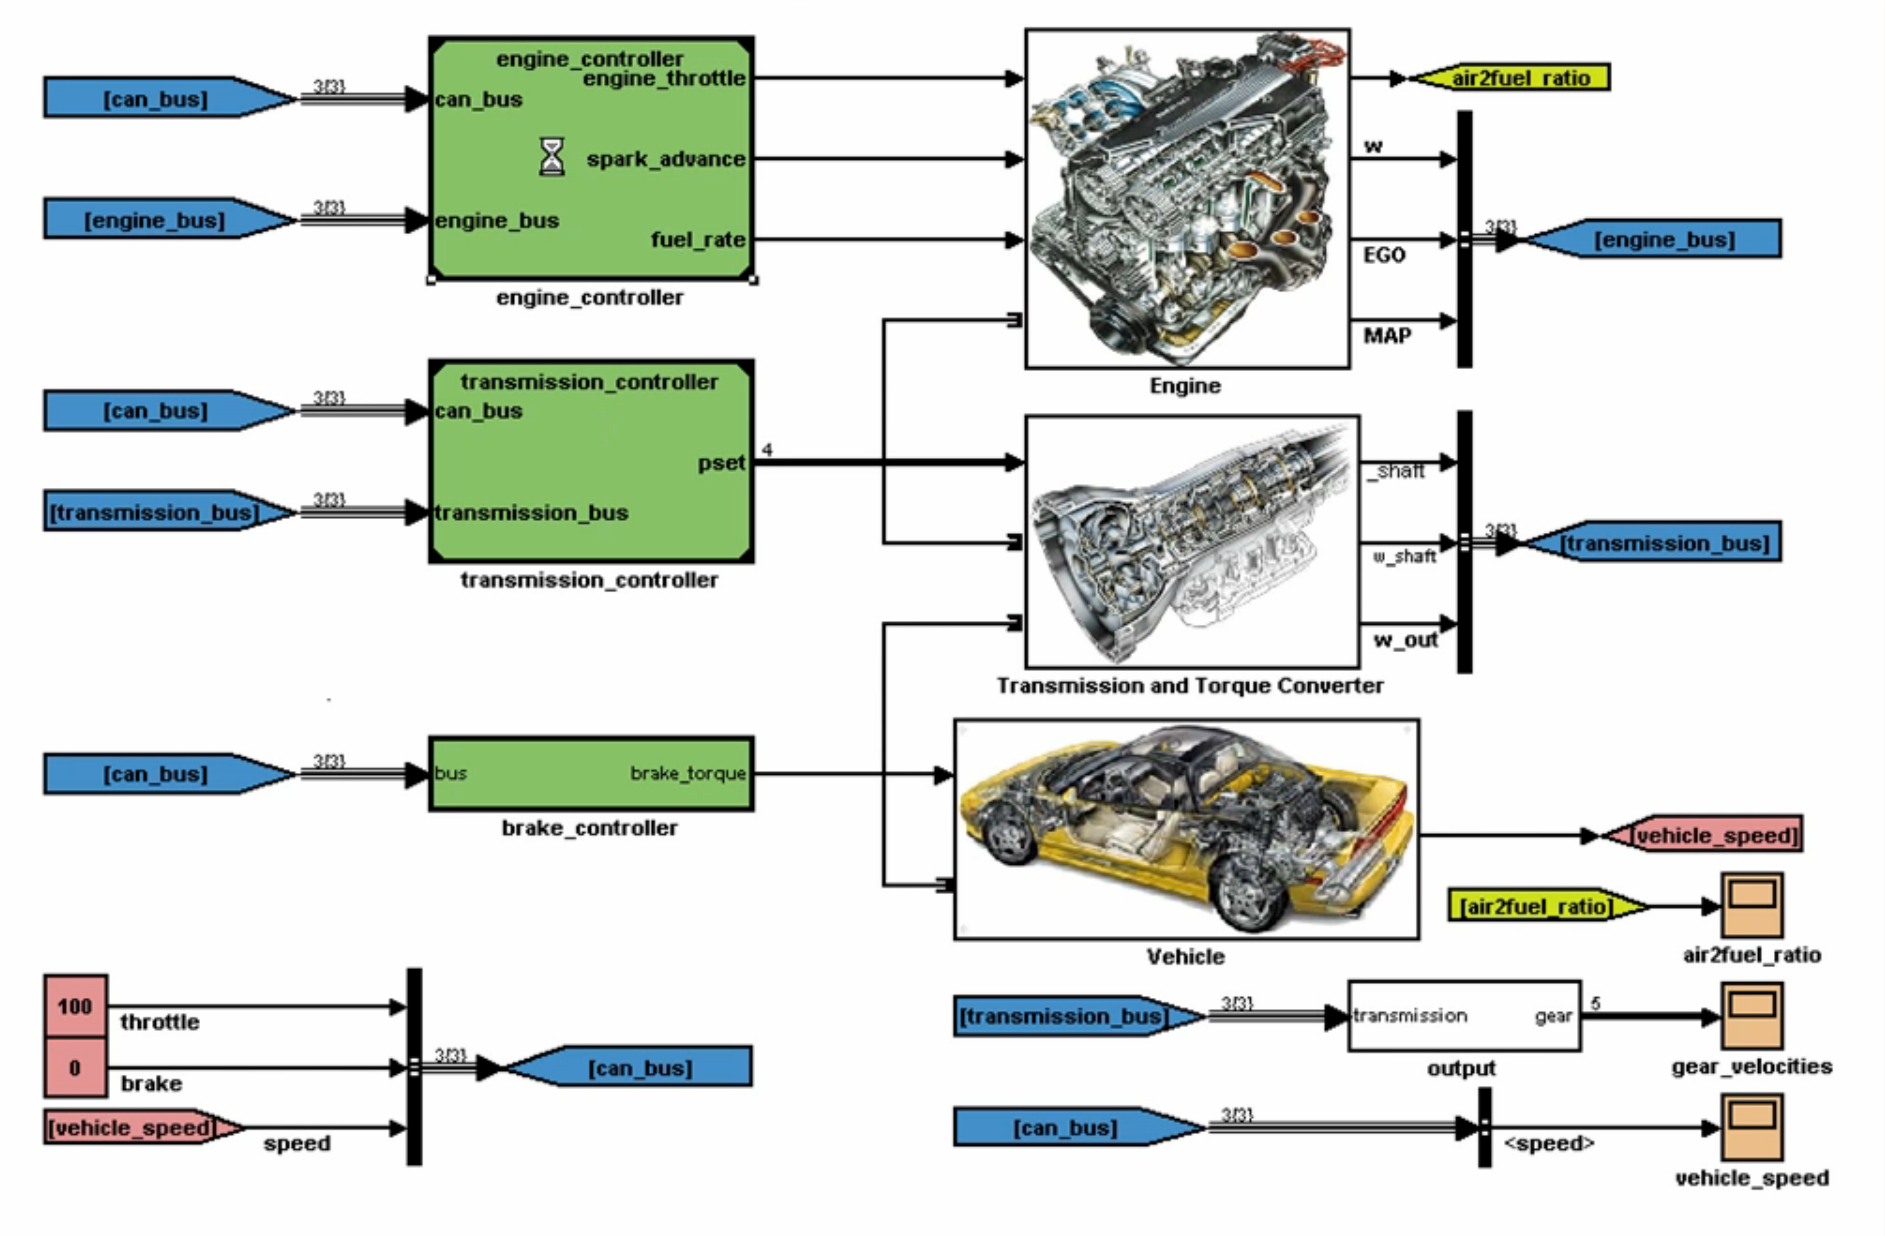 [can_bus]
3{3}
engine_controller
engine_throttle
can_bus
spark_advance
[engine_bus]
3{3}
engine_bus
fuel_rate
engine_controller
air2fuel_ratio
w
EGO
MAP
3{3}
[engine_bus]
Engine
[can_bus]
3{3}
transmission_controller
can_bus
pset
4
[transmission_bus]
3{3}
transmission_bus
transmission_controller
_shaft
w_shaft
w_out
3{3}
[transmission_bus]
Transmission and Torque Converter
[can_bus]
3{3}
bus
brake_torque
brake_controller
[vehicle_speed]
Vehicle
[air2fuel_ratio]
air2fuel_ratio
100
throttle
0
brake
[vehicle_speed]
speed
3{3}
[can_bus]
[transmission_bus]
3{3}
transmission
gear
5
output
gear_velocities
[can_bus]
3{3}
<speed>
vehicle_speed